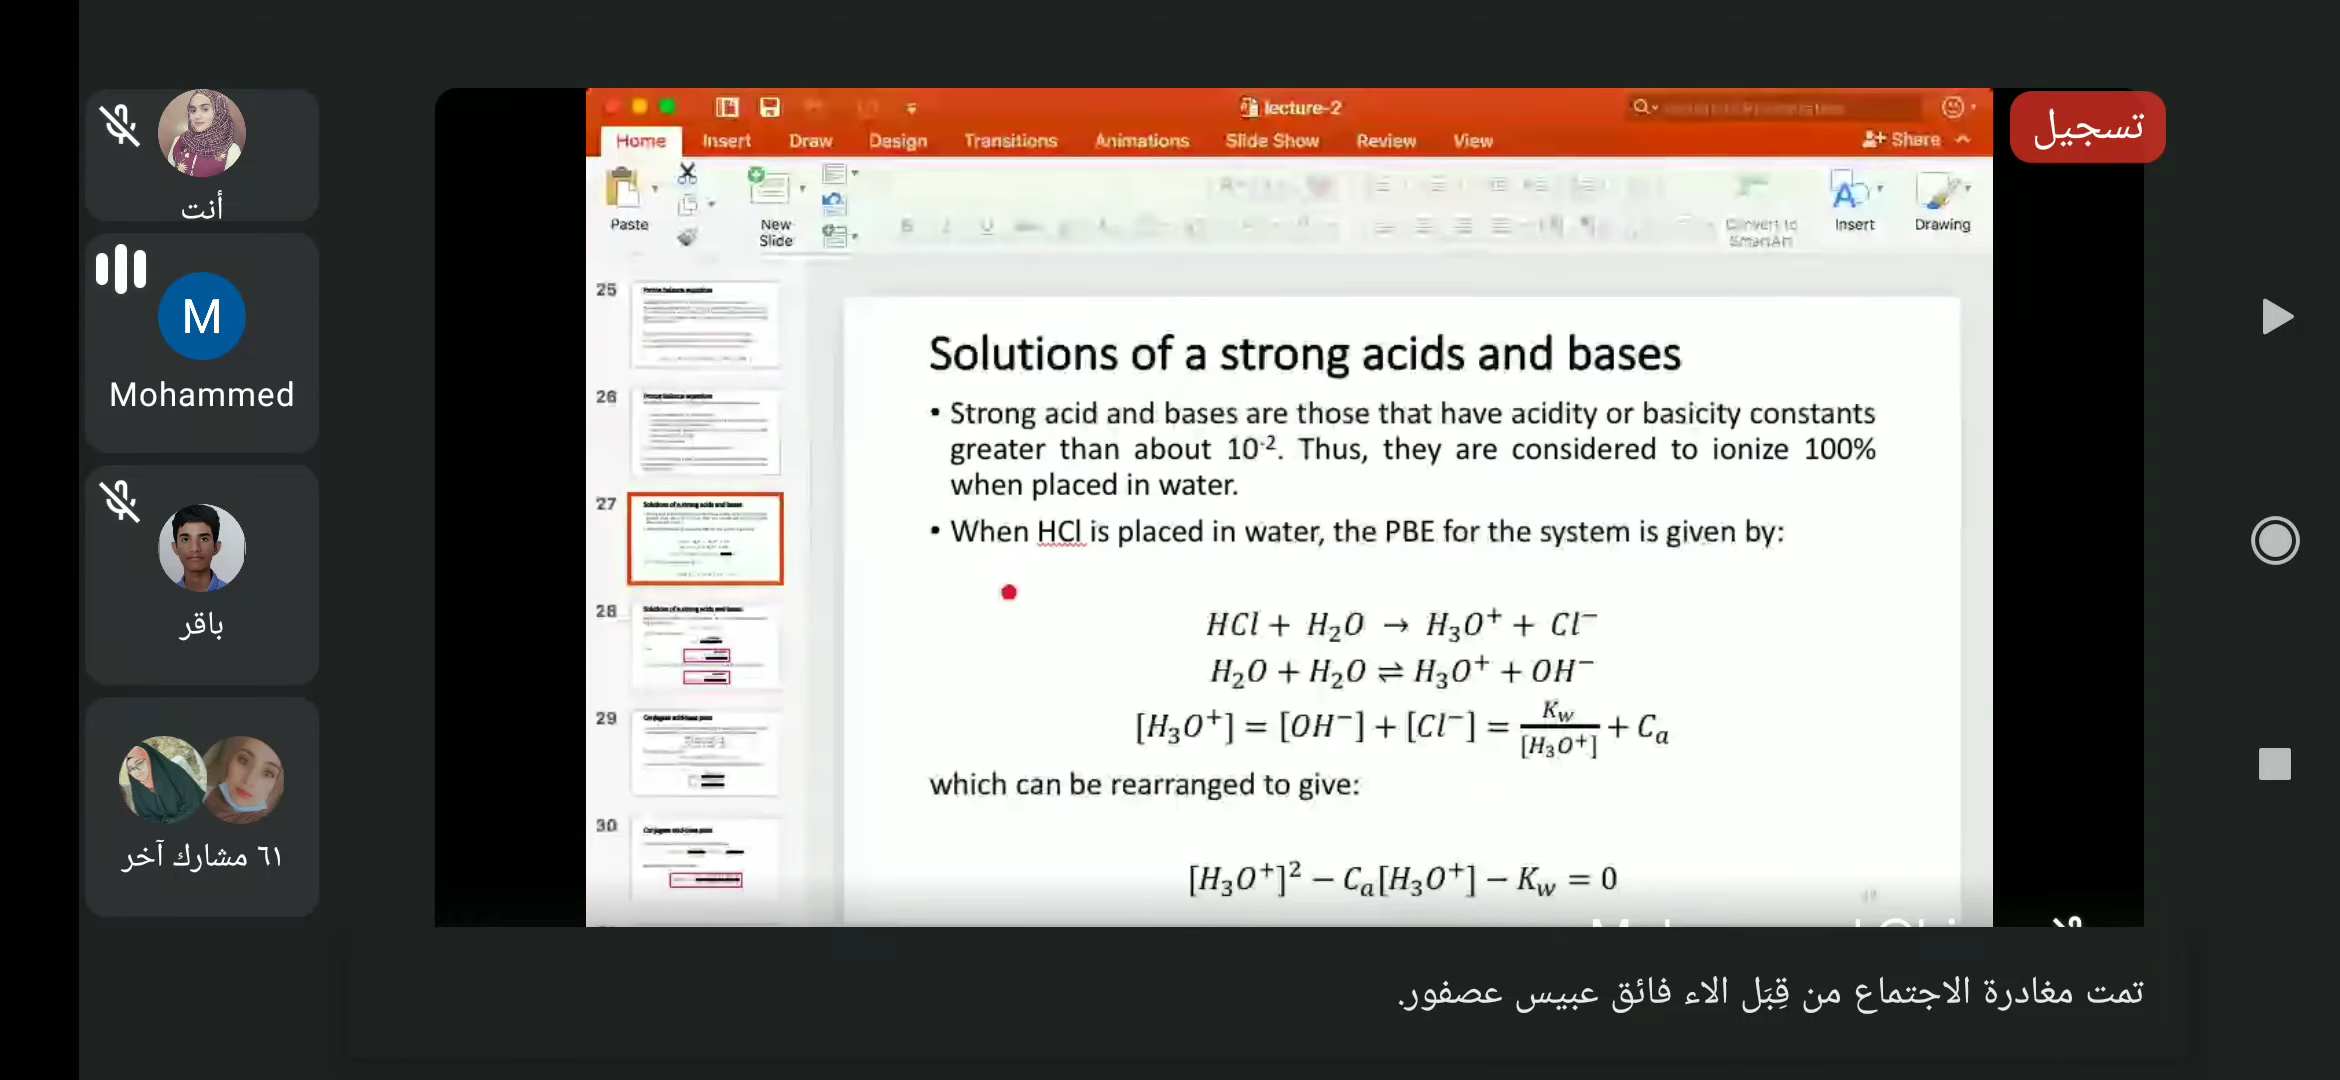 lecture-2
تسجيل
Home Insert Draw Design Transitions Animations Slide Show Review View Share
Paste
New Slide
Convert to SmartArt
Insert
Drawing
أنت
M
Mohammed
باقر
٦١ مشارك آخر
25
26
27
28
29
30
Solutions of a strong acids and bases
• Strong acid and bases are those that have acidity or basicity constants
greater than about 10⁻². Thus, they are considered to ionize 100%
when placed in water.
• When HCl is placed in water, the PBE for the system is given by:
HCl + H₂O → H₃O⁺ + Cl⁻
H₂O + H₂O ⇌ H₃O⁺ + OH⁻
[H₃O⁺] = [OH⁻] + [Cl⁻] = K_w/[H₃O⁺] + Cₐ
which can be rearranged to give:
[H₃O⁺]² − Cₐ[H₃O⁺] − K_w = 0
تمت مغادرة الاجتماع من قِبَل الاء فائق عبيس عصفور.